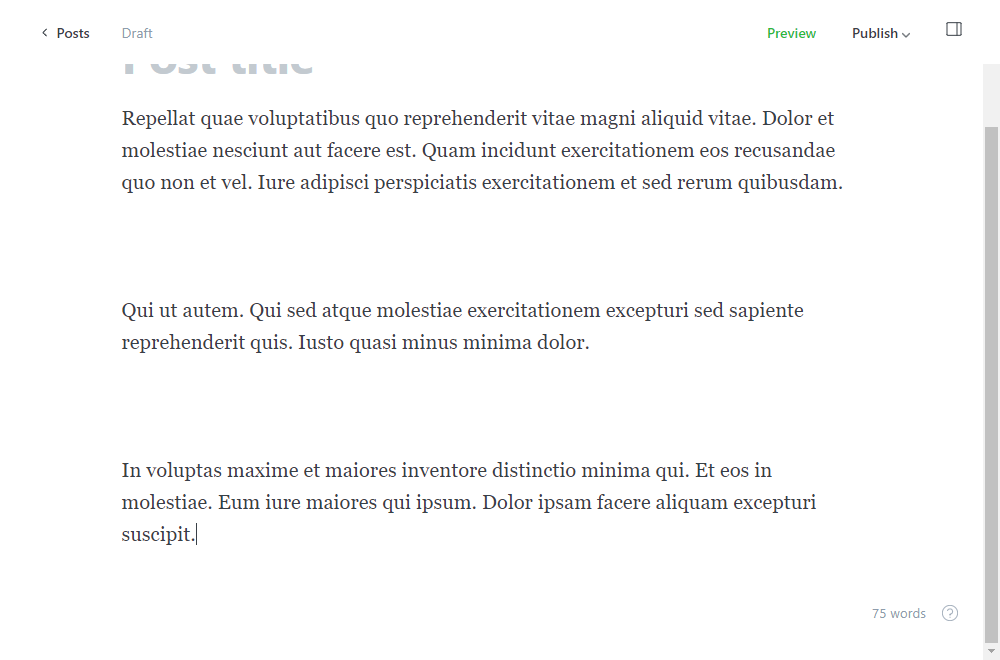 Posts
Draft
Preview
Publish
Post title
Repellat quae voluptatibus quo reprehenderit vitae magni aliquid vitae. Dolor et
molestiae nesciunt aut facere est. Quam incidunt exercitationem eos recusandae
quo non et vel. Iure adipisci perspiciatis exercitationem et sed rerum quibusdam.
Qui ut autem. Qui sed atque molestiae exercitationem excepturi sed sapiente
reprehenderit quis. Iusto quasi minus minima dolor.
In voluptas maxime et maiores inventore distinctio minima qui. Et eos in
molestiae. Eum iure maiores qui ipsum. Dolor ipsam facere aliquam excepturi
suscipit.
75 words
?